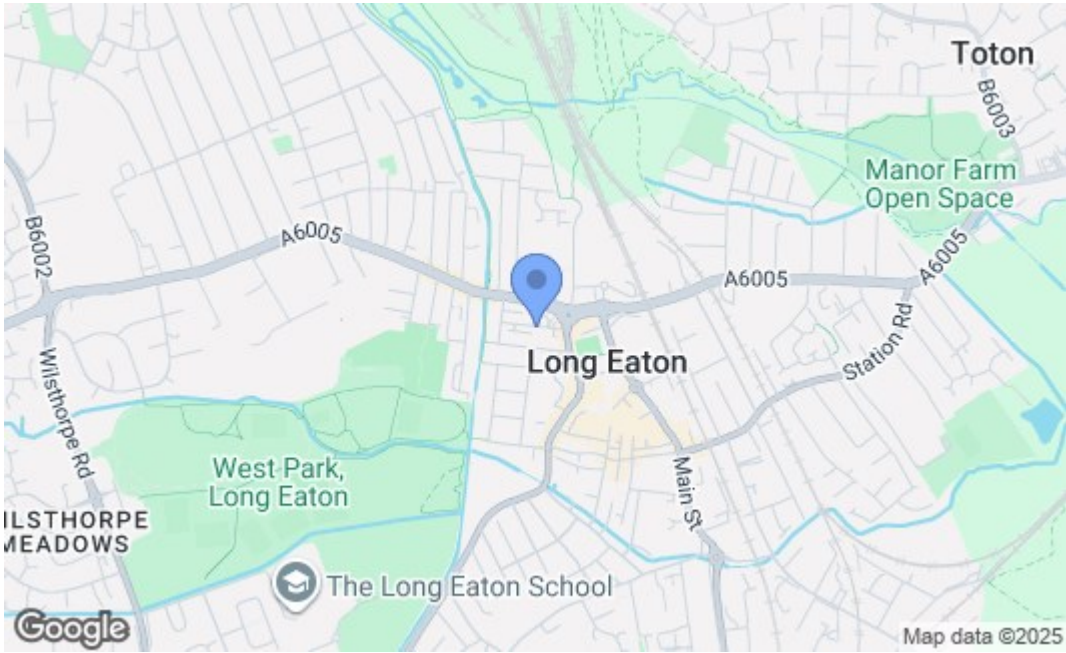 Toton
B6003
Manor Farm
Open Space
B6002
A6005
A6005
A6005
Long Eaton
Station Rd
Wilsthorpe Rd
West Park,
Long Eaton
Main St
ILSTHORPE
MEADOWS
The Long Eaton School
Google
Map data ©2025